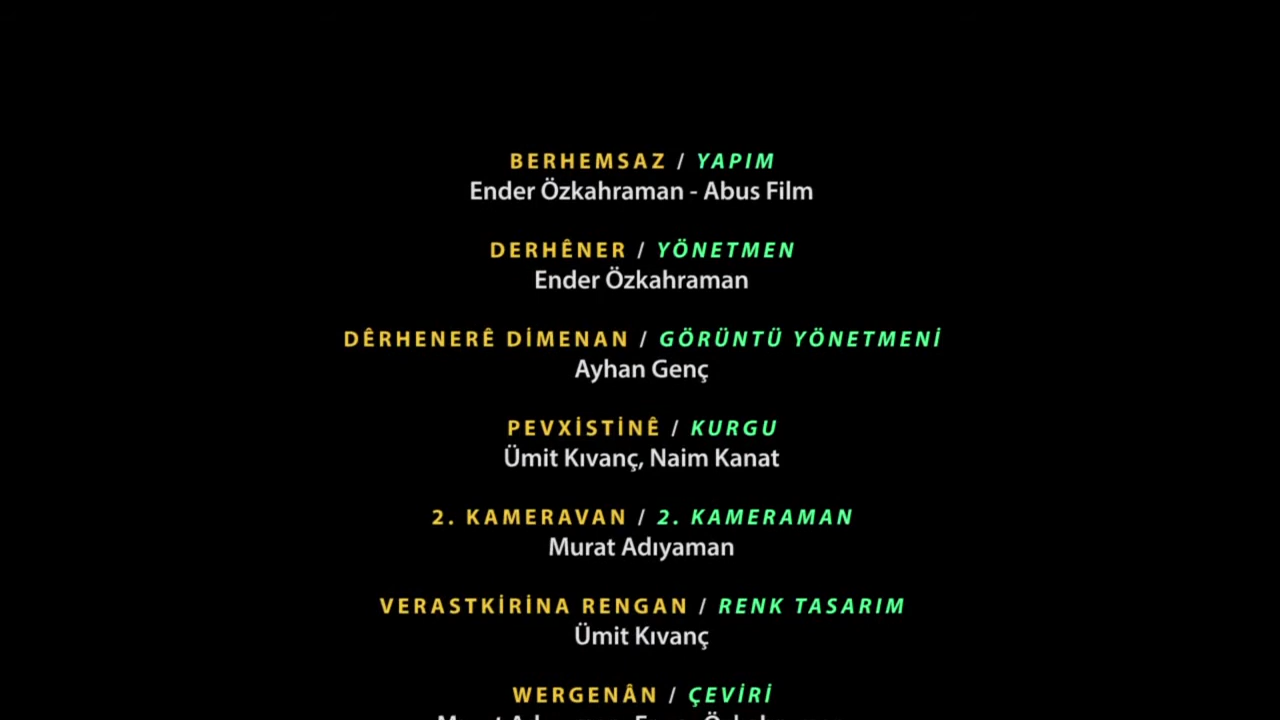 BERHEMSAZ / YAPIM
Ender Özkahraman - Abus Film
DERHÊNER / YÖNETMEN
Ender Özkahraman
DÊRHENERÊ DİMENAN / GÖRÜNTÜ YÖNETMENİ
Ayhan Genç
PEVXİSTİNÊ / KURGU
Ümit Kıvanç, Naim Kanat
2. KAMERAVAN / 2. KAMERAMAN
Murat Adıyaman
VERASTKİRİNA RENGAN / RENK TASARIM
Ümit Kıvanç
WERGENÂN / ÇEVİRİ